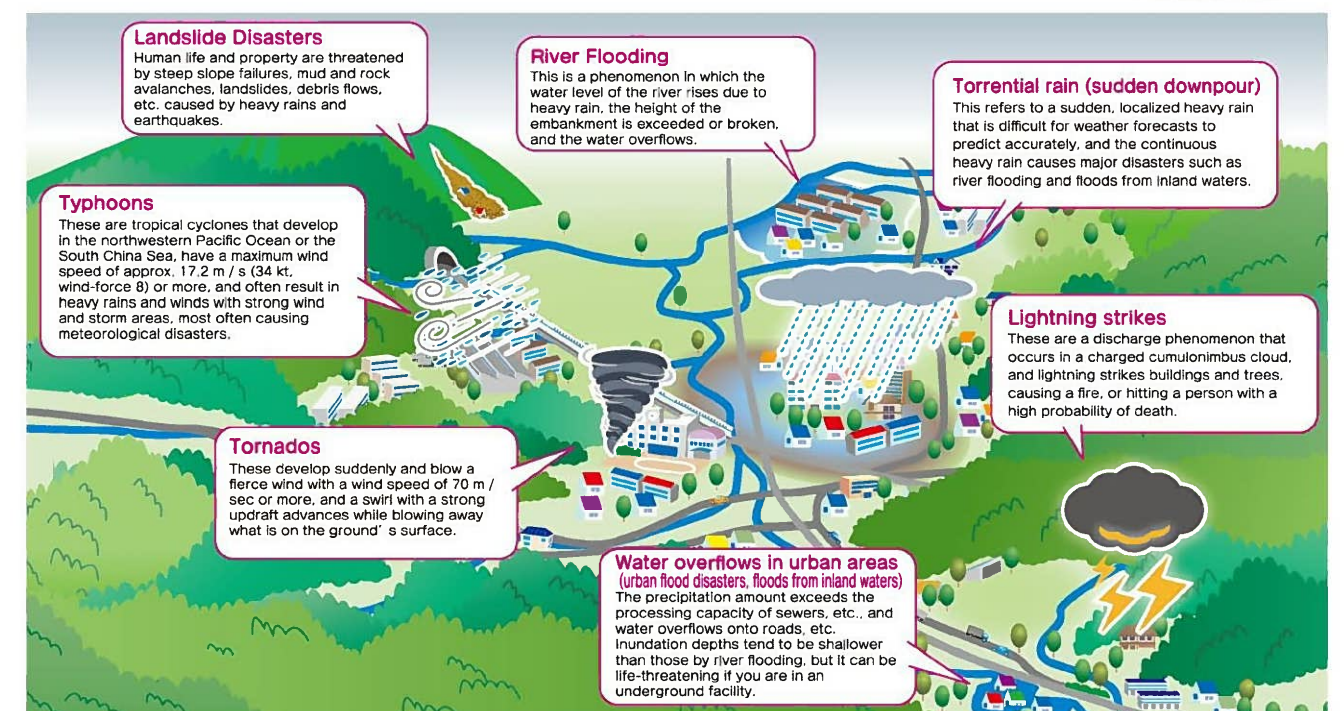 Landslide Disasters
Human life and property are threatened
by steep slope failures, mud and rock
avalanches, landslides, debris flows,
etc. caused by heavy rains and
earthquakes.
River Flooding
This is a phenomenon in which the
water level of the river rises due to
heavy rain, the height of the
embankment is exceeded or broken,
and the water overflows.
Torrential rain (sudden downpour)
This refers to a sudden, localized heavy rain
that is difficult for weather forecasts to
predict accurately, and the continuous
heavy rain causes major disasters such as
river flooding and floods from inland waters.
Typhoons
These are tropical cyclones that develop
in the northwestern Pacific Ocean or the
South China Sea, have a maximum wind
speed of approx. 17.2 m / s (34 kt,
wind-force 8) or more, and often result in
heavy rains and winds with strong wind
and storm areas, most often causing
meteorological disasters.
Lightning strikes
These are a discharge phenomenon that
occurs in a charged cumulonimbus cloud,
and lightning strikes buildings and trees,
causing a fire, or hitting a person with a
high probability of death.
Tornados
These develop suddenly and blow a
fierce wind with a wind speed of 70 m /
sec or more, and a swirl with a strong
updraft advances while blowing away
what is on the ground' s surface.
Water overflows in urban areas
(urban flood disasters, floods from inland waters)
The precipitation amount exceeds the
processing capacity of sewers, etc., and
water overflows onto roads, etc.
Inundation depths tend to be shallower
than those by river flooding, but it can be
life-threatening if you are in an
underground facility.